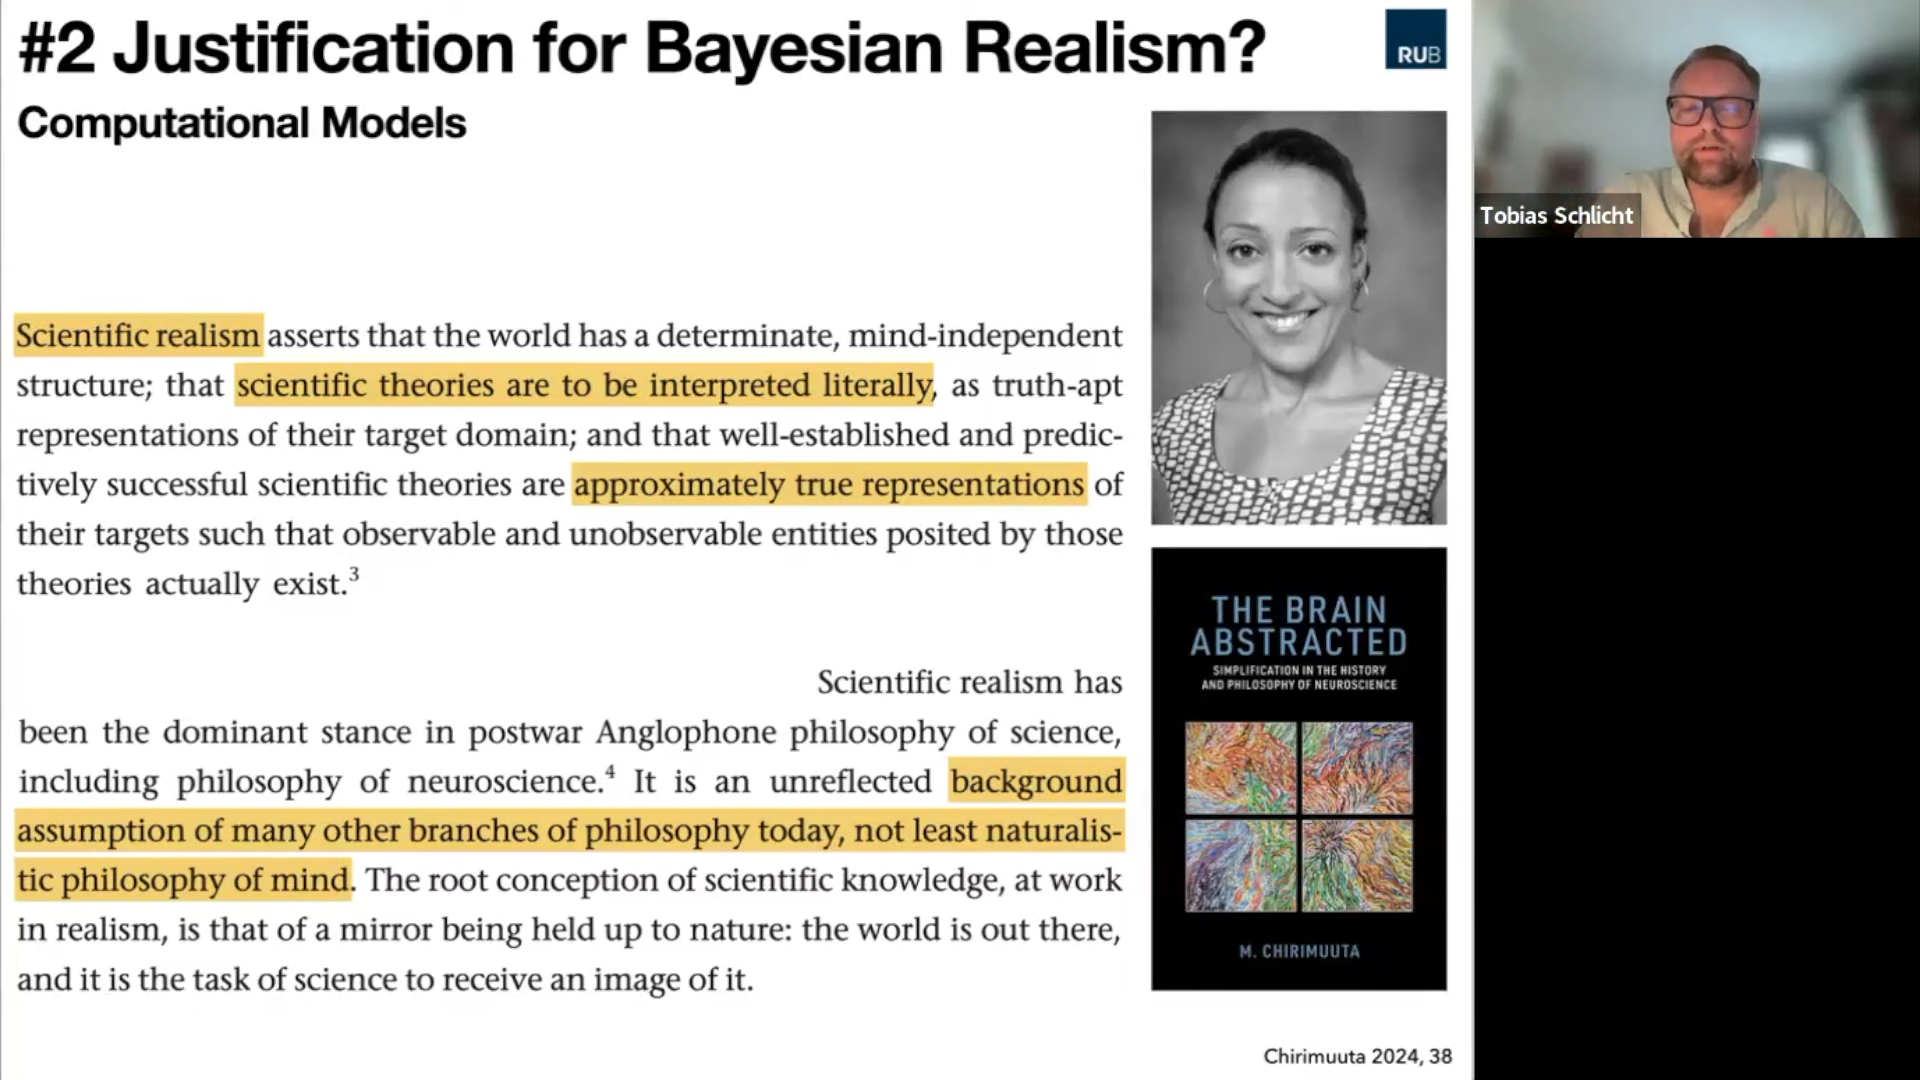 #2 Justification for Bayesian Realism?
RUB
Computational Models
Tobias Schlicht
Scientific realism asserts that the world has a determinate, mind-independent
structure; that scientific theories are to be interpreted literally, as truth-apt
representations of their target domain; and that well-established and predic-
tively successful scientific theories are approximately true representations of
their targets such that observable and unobservable entities posited by those
theories actually exist.3
Scientific realism has
been the dominant stance in postwar Anglophone philosophy of science,
including philosophy of neuroscience.4 It is an unreflected background
assumption of many other branches of philosophy today, not least naturalis-
tic philosophy of mind. The root conception of scientific knowledge, at work
in realism, is that of a mirror being held up to nature: the world is out there,
and it is the task of science to receive an image of it.
THE BRAIN
ABSTRACTED
SIMPLIFICATION IN THE HISTORY
AND PHILOSOPHY OF NEUROSCIENCE
M. CHIRIMUUTA
Chirimuuta 2024, 38